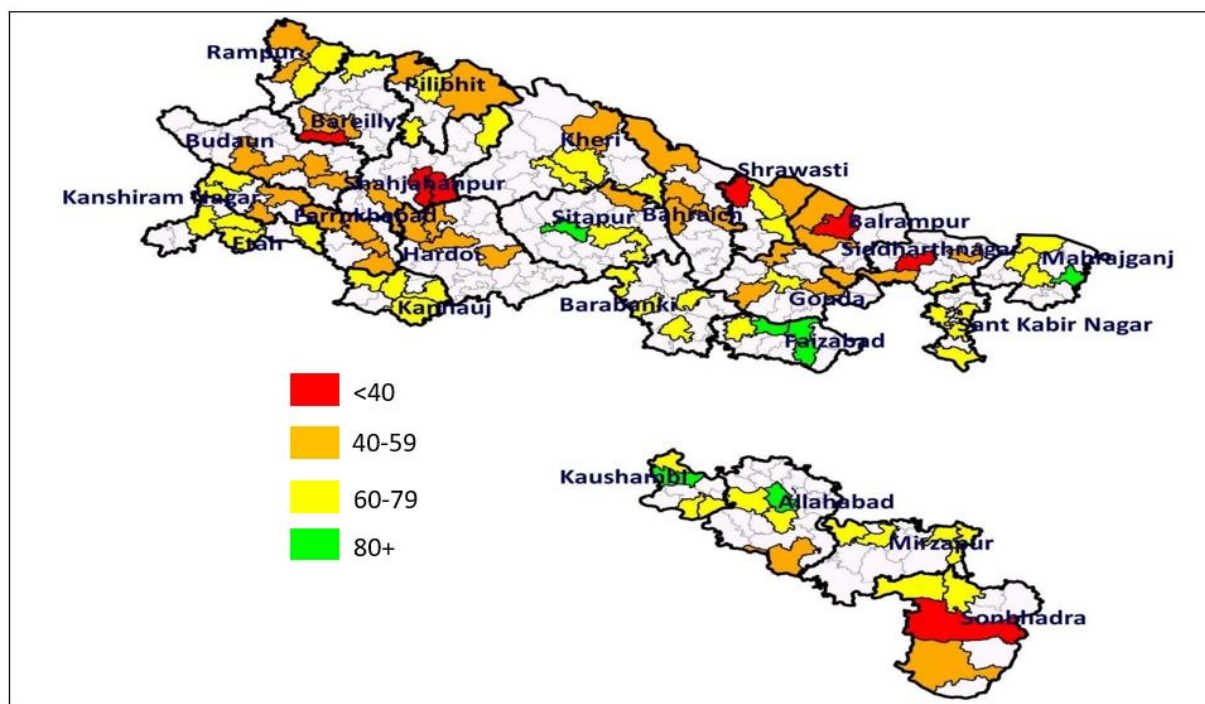 Rampur
Pilibhit
Bareilly
Budaun
Kheri
Shrawasti
Kanshiram Nagar
Shahjahanpur
Farrukhabad
Sitapur
Bahraich
Balrampur
Etah
Hardoi
Siddharthnagar
Mahrajganj
Kannauj
Barabanki
Gonda
Sant Kabir Nagar
Faizabad
<40
40-59
60-79
80+
Kaushambi
Allahabad
Mirzapur
Sonbhadra